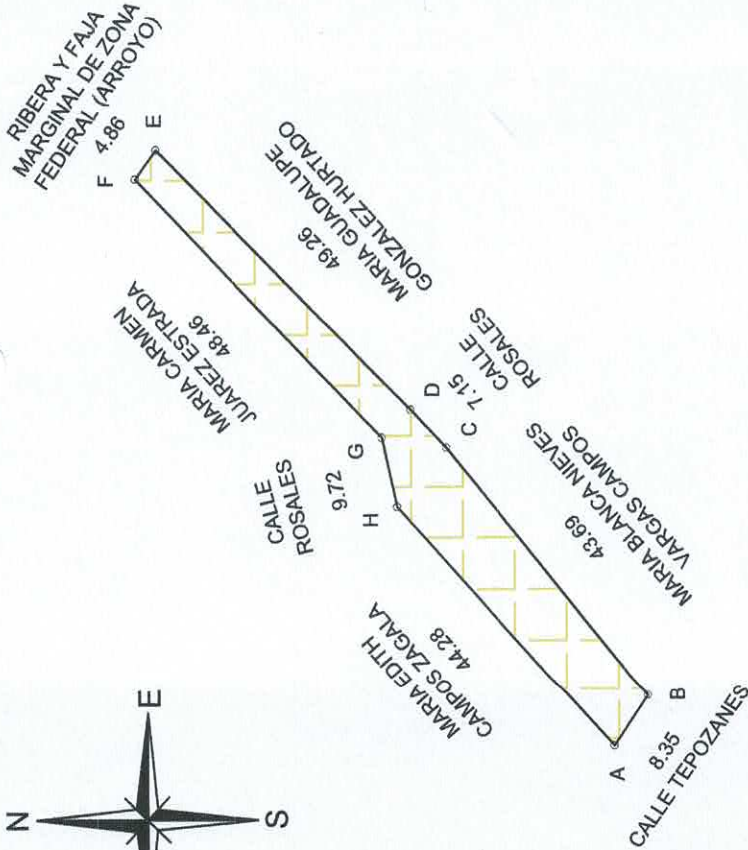 N
E
S
RIBERA Y FAJA
MARGINAL DE ZONA
FEDERAL (ARROYO)
4.86
F
E
MARIA CARMEN
JUAREZ ESTRADA
48.46
49.26
MARIA GUADALUPE
GONZALEZ HURTADO
CALLE
ROSALES
9.72
G
H
D
C
7.15
CALLE
ROSALES
MARIA EDITH
CAMPOS ZAGALA
44.28
43.69
MARIA BLANCA NIEVES
VARGAS CAMPOS
A
B
8.35
CALLE TEPOZANES